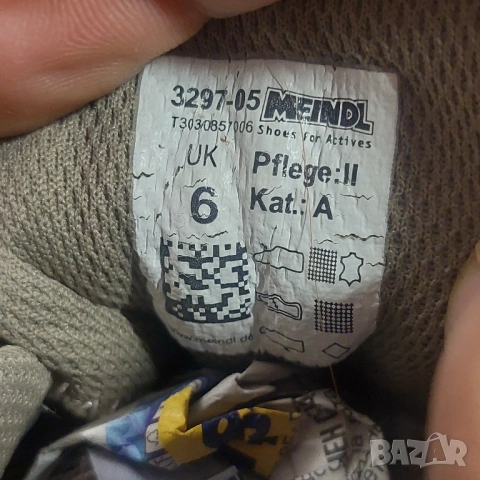 3297-05 MEINDL
T3030857006 Shoes for Actives
UK
Pflege:II
6
Kat.: A
www.meindl.de
BAZAR